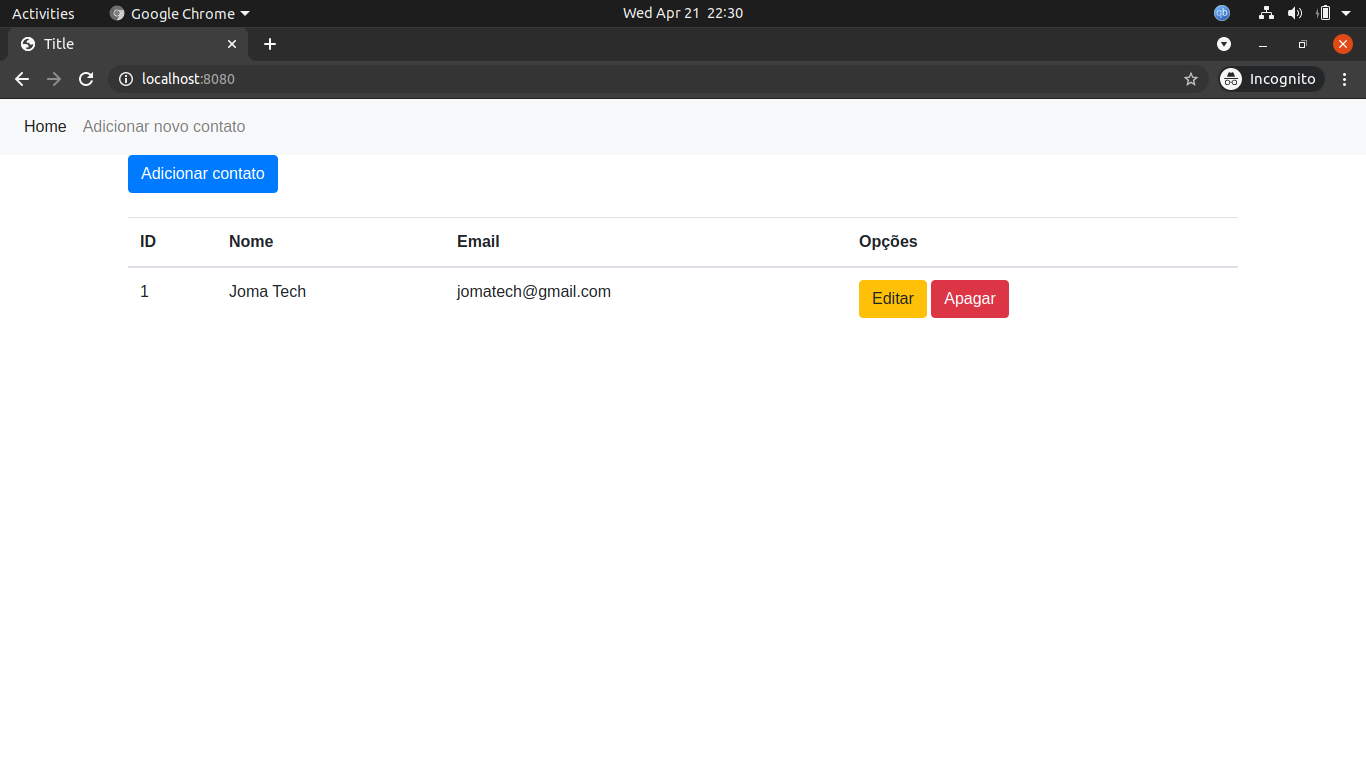 Activities Google Chrome Wed Apr 21 22:30 qb
Title
localhost:8080 Incognito
Home Adicionar novo contato
Adicionar contato
ID Nome Email Opções
1 Joma Tech jomatech@gmail.com Editar Apagar